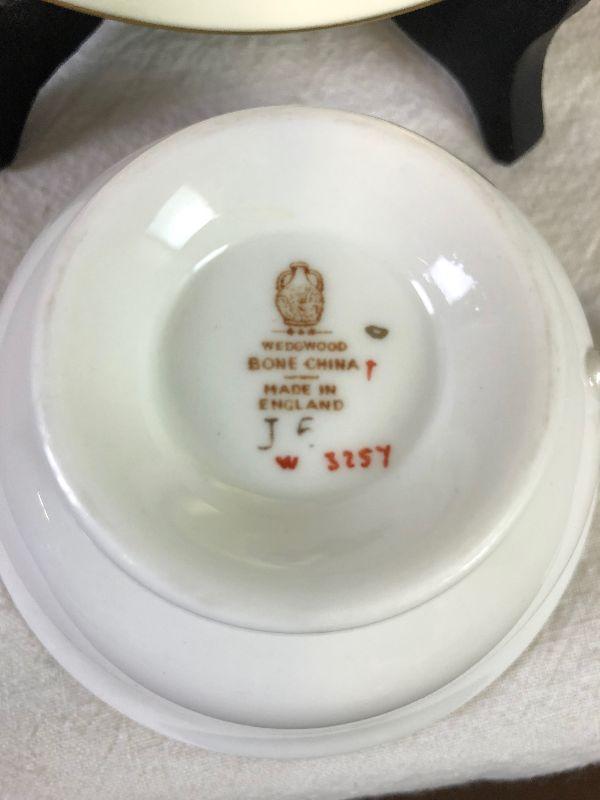 WEDGWOOD
BONE CHINA
MADE IN
ENGLAND
J F
W 3257